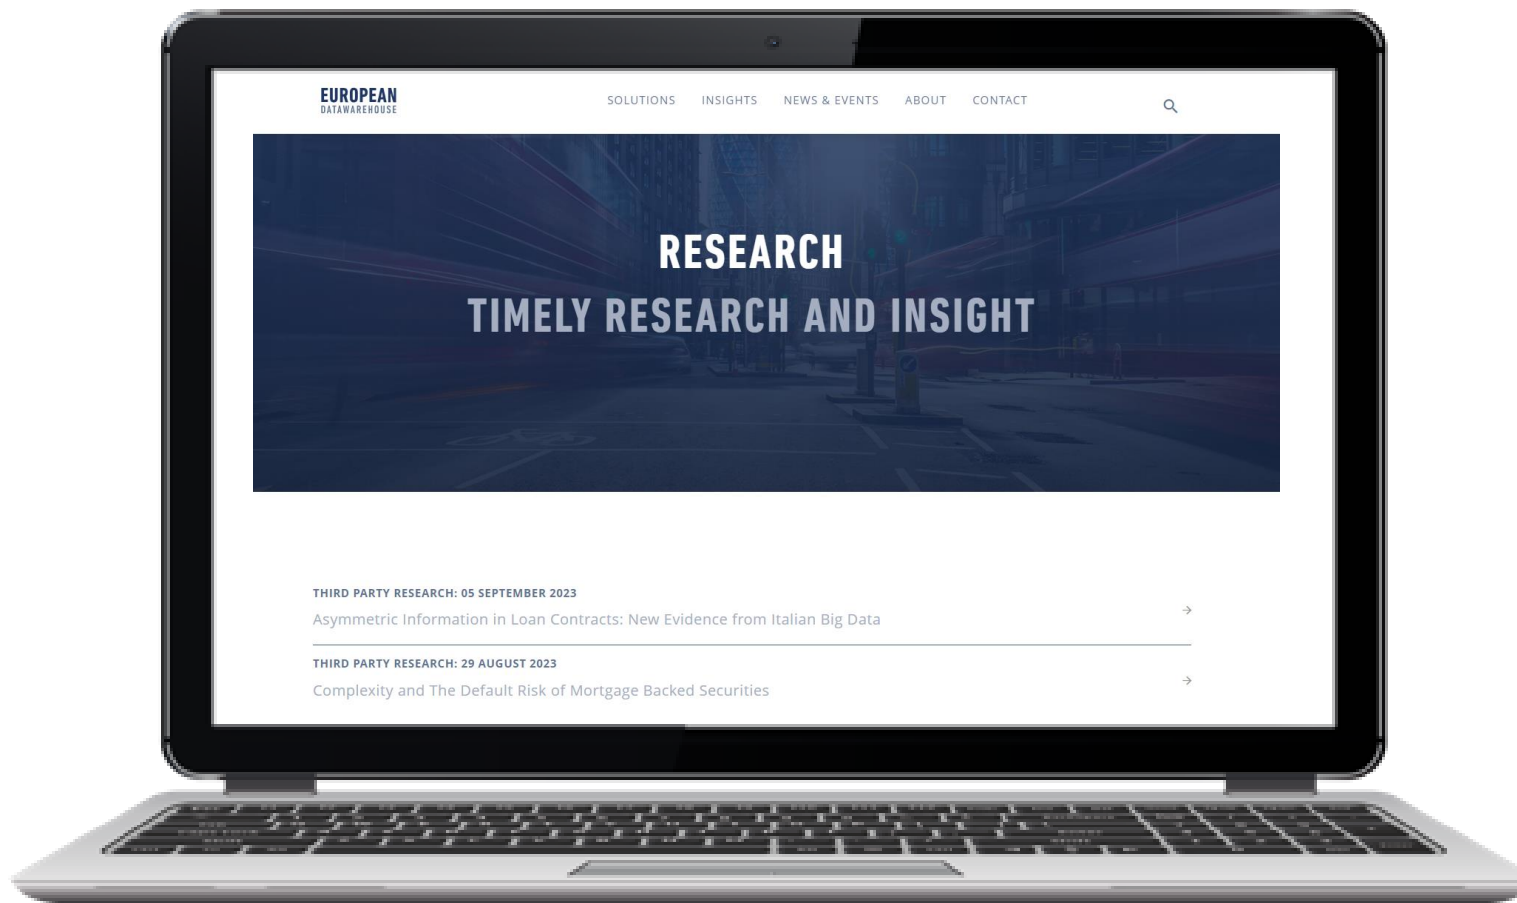 EUROPEAN
DATAWAREHOUSE
SOLUTIONS INSIGHTS NEWS & EVENTS ABOUT CONTACT
RESEARCH
TIMELY RESEARCH AND INSIGHT
THIRD PARTY RESEARCH: 05 SEPTEMBER 2023
Asymmetric Information in Loan Contracts: New Evidence from Italian Big Data
THIRD PARTY RESEARCH: 29 AUGUST 2023
Complexity and The Default Risk of Mortgage Backed Securities